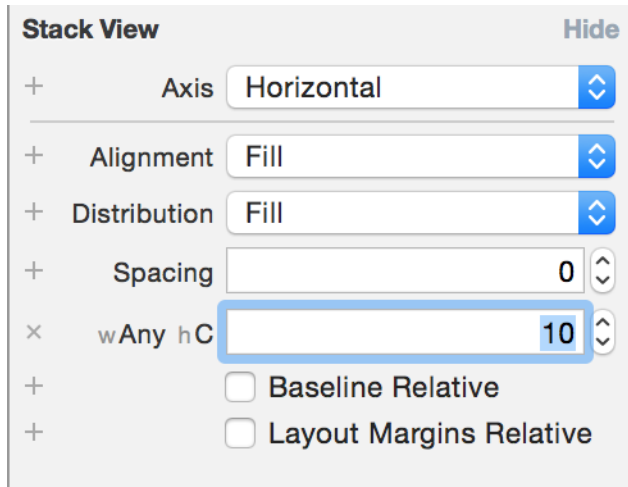 Stack View Hide
+ Axis Horizontal
+ Alignment Fill
+ Distribution Fill
+ Spacing 0
× wAny hC 10
+ Baseline Relative
+ Layout Margins Relative